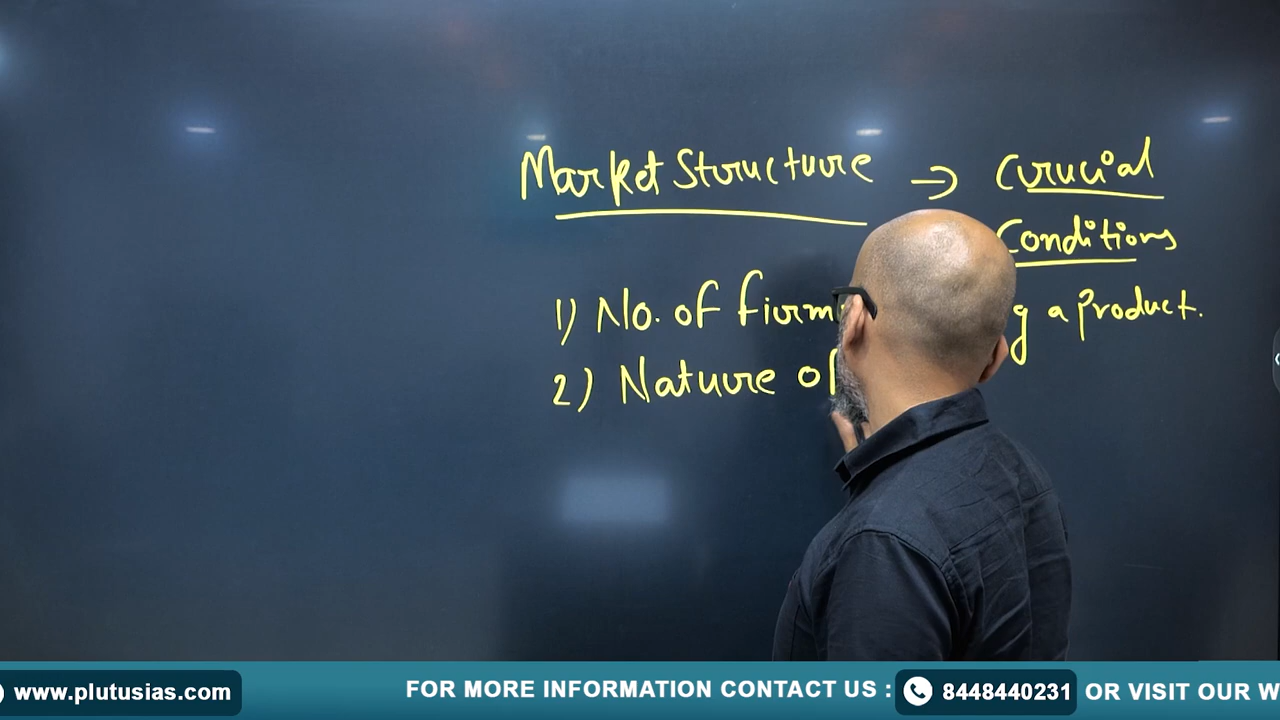 Market Structure → Crucial
Conditions
1) No. of firm g a product.
2) Nature of
www.plutusias.com FOR MORE INFORMATION CONTACT US : 8448440231 OR VISIT OUR W